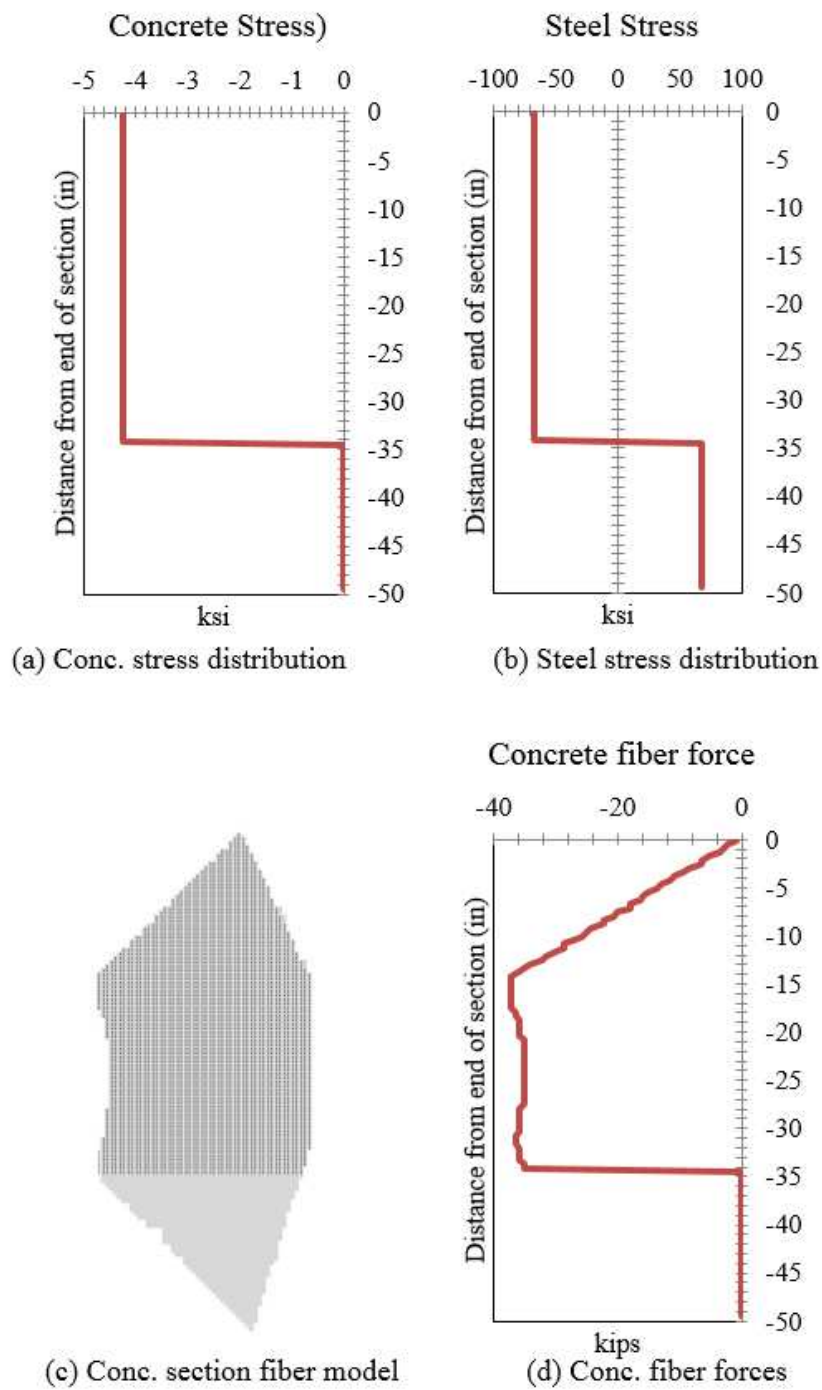 Concrete Stress)
-5 -4 -3 -2 -1 0
0
-5
-10
-15
-20
-25
-30
-35
-40
-45
-50
Distance from end of section (in)
ksi
(a) Conc. stress distribution
Steel Stress
-100 -50 0 50 100
0
-5
-10
-15
-20
-25
-30
-35
-40
-45
-50
Distance from end of section (in)
ksi
(b) Steel stress distribution
(c) Conc. section fiber model
Concrete fiber force
-40 -20 0
0
-5
-10
-15
-20
-25
-30
-35
-40
-45
-50
Distance from end of section (in)
kips
(d) Conc. fiber forces